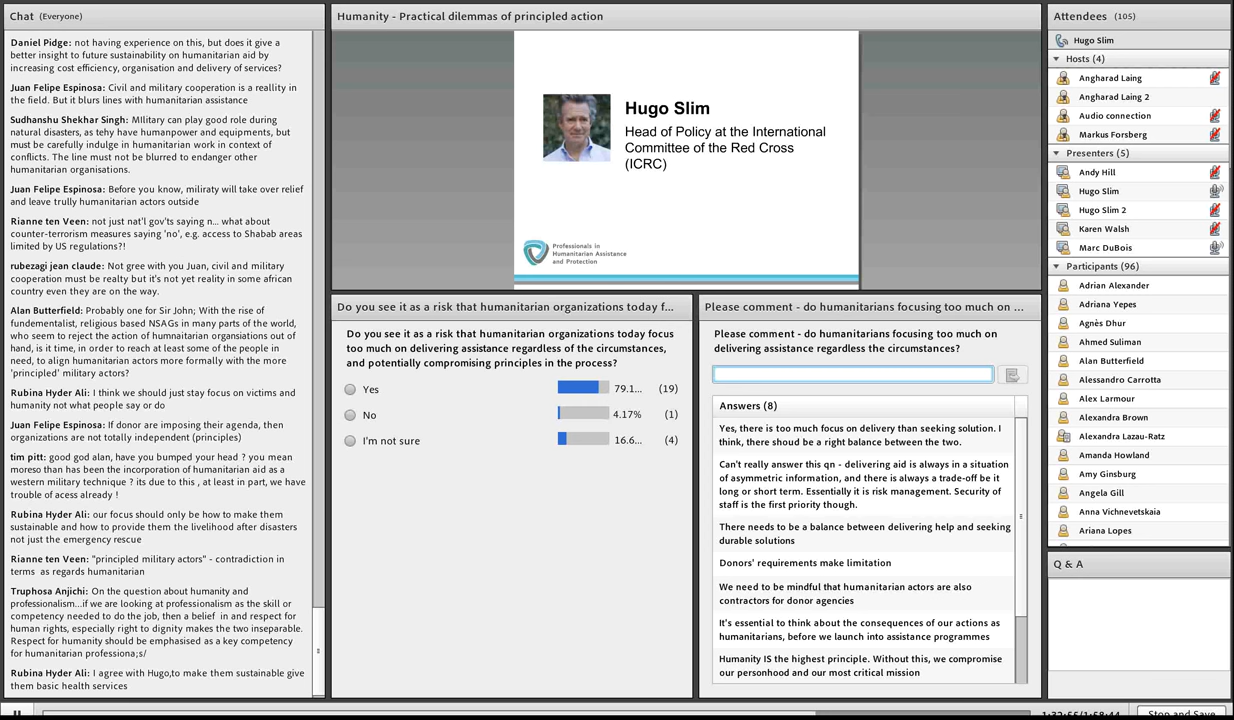 Chat (Everyone)
Daniel Pidge: not having experience on this, but does it give a
better insight to future sustainability on humanitarian aid by
increasing cost efficiency, organisation and delivery of services?
Juan Felipe Espinosa: Civil and military cooperation is a reallity in
the field. But it blurs lines with humanitarian assistance
Sudhanshu Shekhar Singh: MIlitary can play good role during
natural disasters, as tehy have humanpower and equipments, but
must be carefully indulge in humanitarian work in context of
conflicts. The line must not be blurred to endanger other
humanitarian organisations.
Juan Felipe Espinosa: Before you know, miliraty will take over relief
and leave trully humanitarian actors outside
Rianne ten Veen: not just nat'l gov'ts saying n... what about
counter-terrorism measures saying 'no', e.g. access to Shabab areas
limited by US regulations?!
rubezagi jean claude: Not gree with you Juan, civil and military
cooperation must be realty but it's not yet reality in some african
country even they are on the way.
Alan Butterfield: Probably one for Sir John; With the rise of
fundementalist, religious based NSAGs in many parts of the world,
who seem to reject the action of humnaitarian orgnsiations out of
hand, is it time, in order to reach at least some of the people in
need, to align humanitarian actors more formally with the more
'principled' military actors?
Rubina Hyder Ali: I think we should just stay focus on victims and
humanity not what people say or do
Juan Felipe Espinosa: If donor are imposing their agenda, then
organizations are not totally independent (principles)
tim pitt: good god alan, have you bumped your head ? you mean
moreso than has been the incorporation of humanitarian aid as a
western military technique ? its due to this , at least in part, we have
trouble of acess already !
Rubina Hyder Ali: our focus should only be how to make them
sustainable and how to provide them the livelihood after disasters
not just the emergency rescue
Rianne ten Veen: "principled military actors" - contradiction in
terms as regards humanitarian
Truphosa Anjichi: On the question about humanity and
professionalism...if we are looking at professionalism as the skill or
competency needed to do the job, then a belief in and respect for
human rights, especially right to dignity makes the two inseparable.
Respect for humanity should be emphasised as a key competency
for humanitarian professiona;s/
Rubina Hyder Ali: I agree with Hugo,to make them sustainable give
them basic health services
Humanity - Practical dilemmas of principled action
Hugo Slim
Head of Policy at the International
Committee of the Red Cross
(ICRC)
Professionals in
Humanitarian Assistance
and Protection
Do you see it as a risk that humanitarian organizations today f...
Do you see it as a risk that humanitarian organizations today focus
too much on delivering assistance regardless of the circumstances,
and potentially compromising principles in the process?
Yes 79.1... (19)
No 4.17% (1)
I'm not sure 16.6... (4)
Please comment - do humanitarians focusing too much on ...
Please comment - do humanitarians focusing too much on
delivering assistance regardless the circumstances?
Answers (8)
Yes, there is too much focus on delivery than seeking solution. I
think, there shoud be a right balance between the two.
Can't really answer this qn - delivering aid is always in a situation
of asymmetric information, and there is always a trade-off be it
long or short term. Essentially it is risk management. Security of
staff is the first priority though.
There needs to be a balance between delivering help and seeking
durable solutions
Donors' requirements make limitation
We need to be mindful that humanitarian actors are also
contractors for donor agencies
It's essential to think about the consequences of our actions as
humanitarians, before we launch into assistance programmes
Humanity IS the highest principle. Without this, we compromise
our personhood and our most critical mission
Attendees (105)
Hugo Slim
Hosts (4)
Angharad Laing
Angharad Laing 2
Audio connection
Markus Forsberg
Presenters (5)
Andy Hill
Hugo Slim
Hugo Slim 2
Karen Walsh
Marc DuBois
Participants (96)
Adrian Alexander
Adriana Yepes
Agnès Dhur
Ahmed Suliman
Alan Butterfield
Alessandro Carrotta
Alex Larmour
Alexandra Brown
Alexandra Lazau-Ratz
Amanda Howland
Amy Ginsburg
Angela Gill
Anna Vichnevetskaia
Ariana Lopes
Q & A
Stop and Save